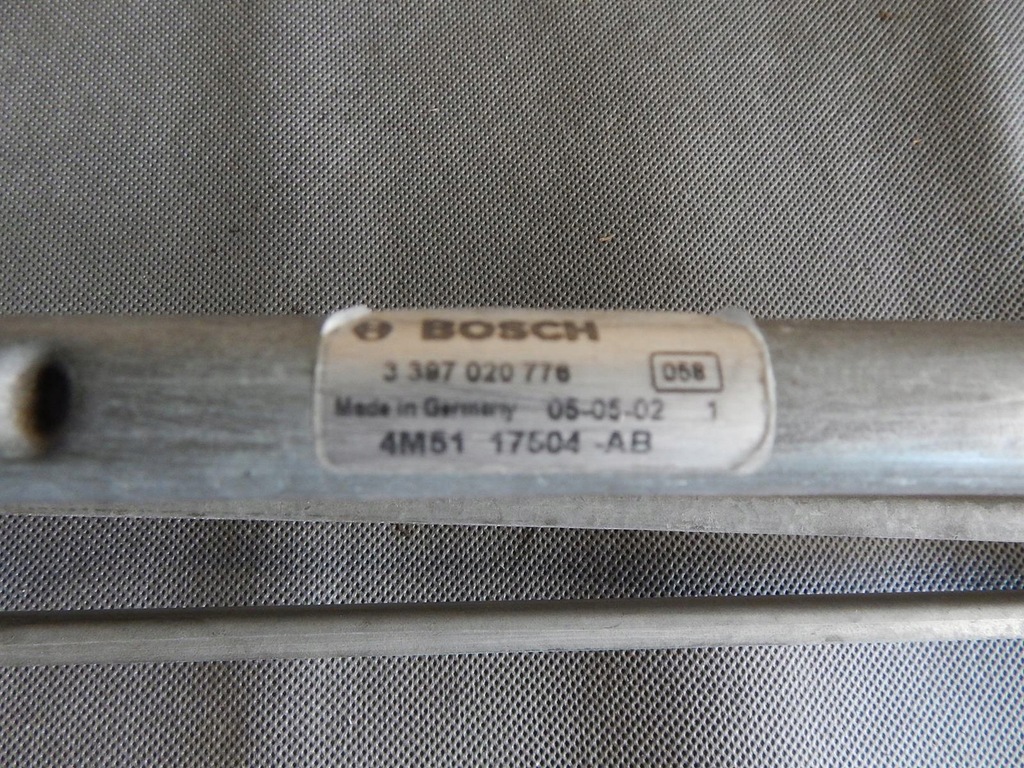 BOSCH
3 397 020 776 058
Made in Germany 05-05-02 1
4M51 17504-AB